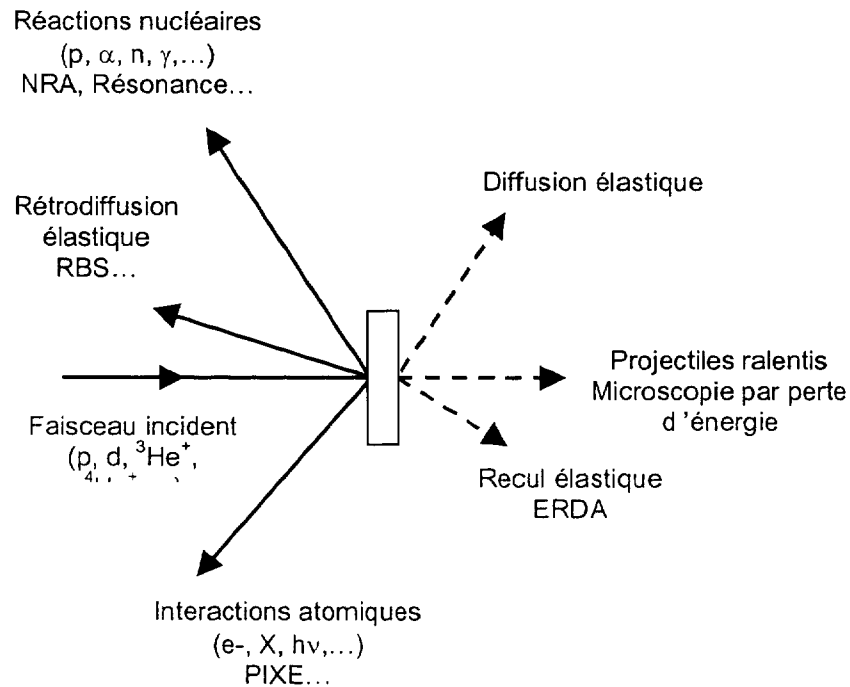 Réactions nucléaires
(p, α, n, γ,...)
NRA, Résonance...
Diffusion élastique
Rétrodiffusion
élastique
RBS...
Projectiles ralentis
Microscopie par perte
d 'énergie
Faisceau incident
(p, d, ³He⁺,
Recul élastique
ERDA
Interactions atomiques
(e-, X, hν,...)
PIXE...